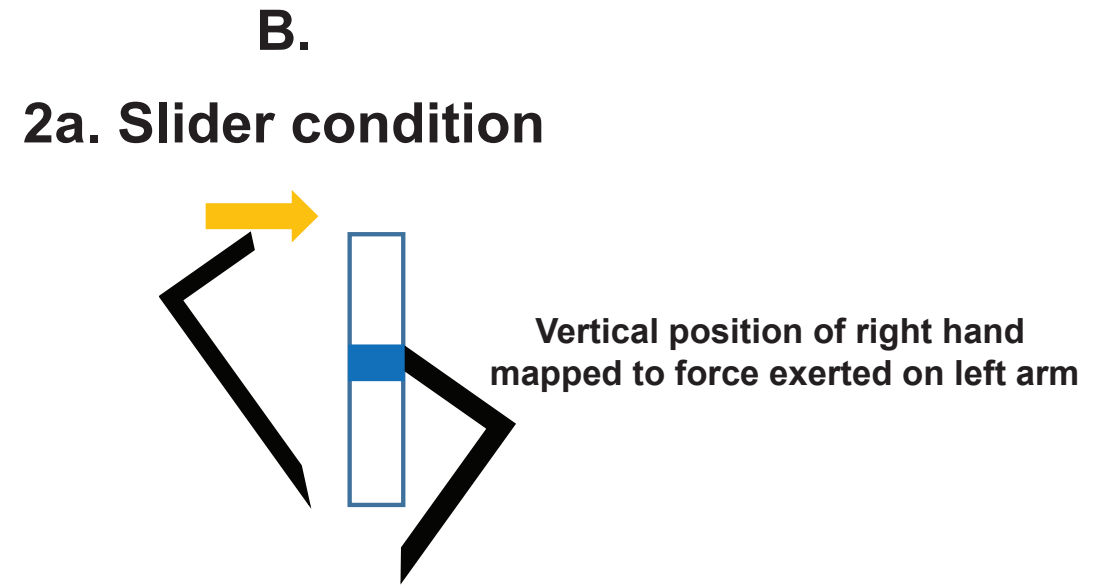 B.
2a. Slider condition
Vertical position of right hand
mapped to force exerted on left arm